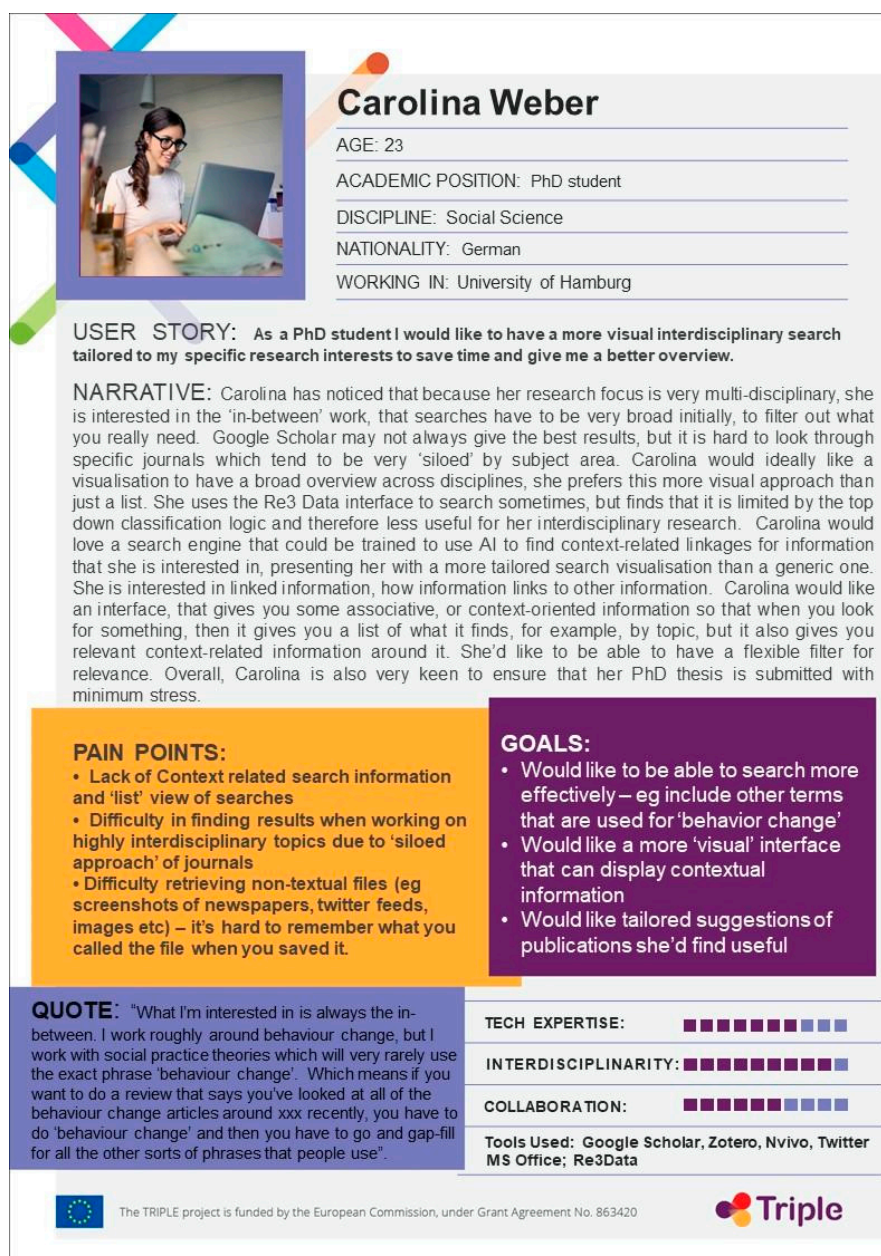 Carolina Weber
AGE: 23
ACADEMIC POSITION: PhD student
DISCIPLINE: Social Science
NATIONALITY: German
WORKING IN: University of Hamburg
USER STORY: As a PhD student I would like to have a more visual interdisciplinary search
tailored to my specific research interests to save time and give me a better overview.
NARRATIVE: Carolina has noticed that because her research focus is very multi-disciplinary, she
is interested in the ‘in-between’ work, that searches have to be very broad initially, to filter out what
you really need. Google Scholar may not always give the best results, but it is hard to look through
specific journals which tend to be very ‘siloed’ by subject area. Carolina would ideally like a
visualisation to have a broad overview across disciplines, she prefers this more visual approach than
just a list. She uses the Re3 Data interface to search sometimes, but finds that it is limited by the top
down classification logic and therefore less useful for her interdisciplinary research. Carolina would
love a search engine that could be trained to use AI to find context-related linkages for information
that she is interested in, presenting her with a more tailored search visualisation than a generic one.
She is interested in linked information, how information links to other information. Carolina would like
an interface, that gives you some associative, or context-oriented information so that when you look
for something, then it gives you a list of what it finds, for example, by topic, but it also gives you
relevant context-related information around it. She’d like to be able to have a flexible filter for
relevance. Overall, Carolina is also very keen to ensure that her PhD thesis is submitted with
minimum stress.
PAIN POINTS:
• Lack of Context related search information
and ‘list’ view of searches
• Difficulty in finding results when working on
highly interdisciplinary topics due to ‘siloed
approach’ of journals
• Difficulty retrieving non-textual files (eg
screenshots of newspapers, twitter feeds,
images etc) – it’s hard to remember what you
called the file when you saved it.
GOALS:
• Would like to be able to search more
effectively – eg include other terms
that are used for ‘behavior change’
• Would like a more ‘visual’ interface
that can display contextual
information
• Would like tailored suggestions of
publications she’d find useful
QUOTE: “What I’m interested in is always the in-
between. I work roughly around behaviour change, but I
work with social practice theories which will very rarely use
the exact phrase ‘behaviour change’. Which means if you
want to do a review that says you’ve looked at all of the
behaviour change articles around xxx recently, you have to
do ‘behaviour change’ and then you have to go and gap-fill
for all the other sorts of phrases that people use”.
TECH EXPERTISE:
INTERDISCIPLINARITY:
COLLABORATION:
Tools Used: Google Scholar, Zotero, Nvivo, Twitter
MS Office; Re3Data
The TRIPLE project is funded by the European Commission, under Grant Agreement No. 863420
Triple